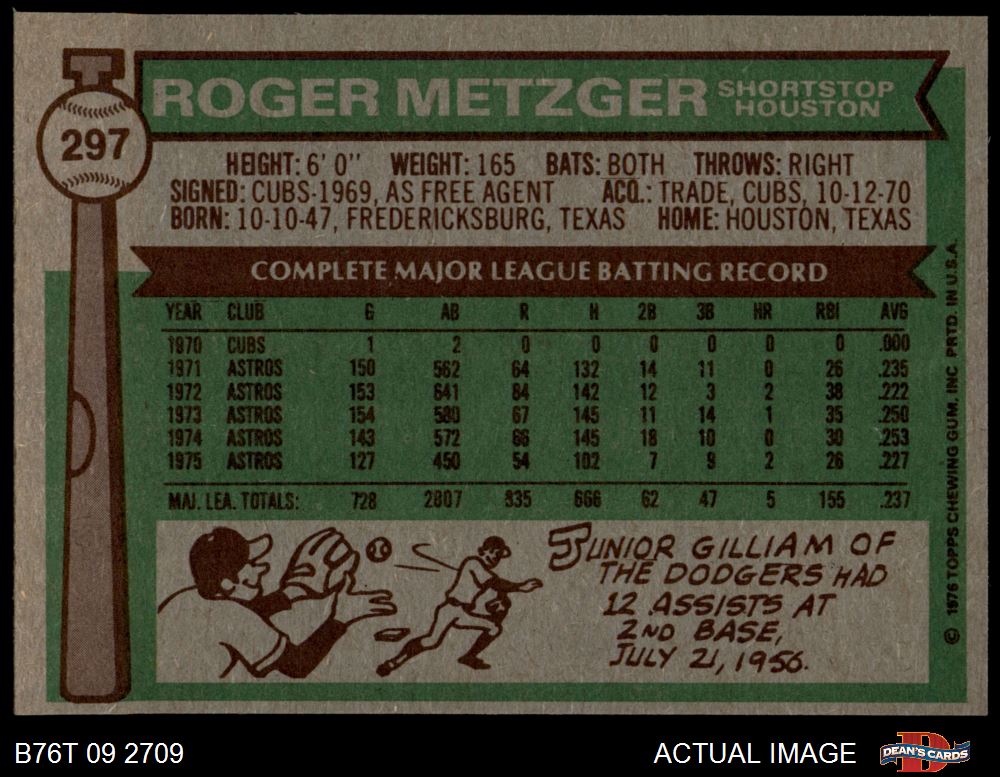 297
ROGER METZGER SHORTSTOP
HOUSTON
HEIGHT: 6' 0" WEIGHT: 165 BATS: BOTH THROWS: RIGHT
SIGNED: CUBS-1969, AS FREE AGENT ACQ.: TRADE, CUBS, 10-12-70
BORN: 10-10-47, FREDERICKSBURG, TEXAS HOME: HOUSTON, TEXAS
COMPLETE MAJOR LEAGUE BATTING RECORD
YEAR CLUB G AB R H 2B 3B HR RBI AVG
1970 CUBS 1 2 0 0 0 0 0 0 .000
1971 ASTROS 150 562 64 132 14 11 0 26 .235
1972 ASTROS 153 641 84 142 12 3 2 38 .222
1973 ASTROS 154 580 67 145 11 14 1 35 .250
1974 ASTROS 143 572 66 145 18 10 0 30 .253
1975 ASTROS 127 450 54 102 7 9 2 26 .227
MAJ. LEA. TOTALS: 728 2807 335 666 62 47 5 155 .237
JUNIOR GILLIAM OF
THE DODGERS HAD
12 ASSISTS AT
2ND BASE,
JULY 21, 1956.
© 1976 TOPPS CHEWING GUM, INC PRTD. IN U.S.A.
B76T 09 2709
ACTUAL IMAGE
D
DEAN'S CARDS